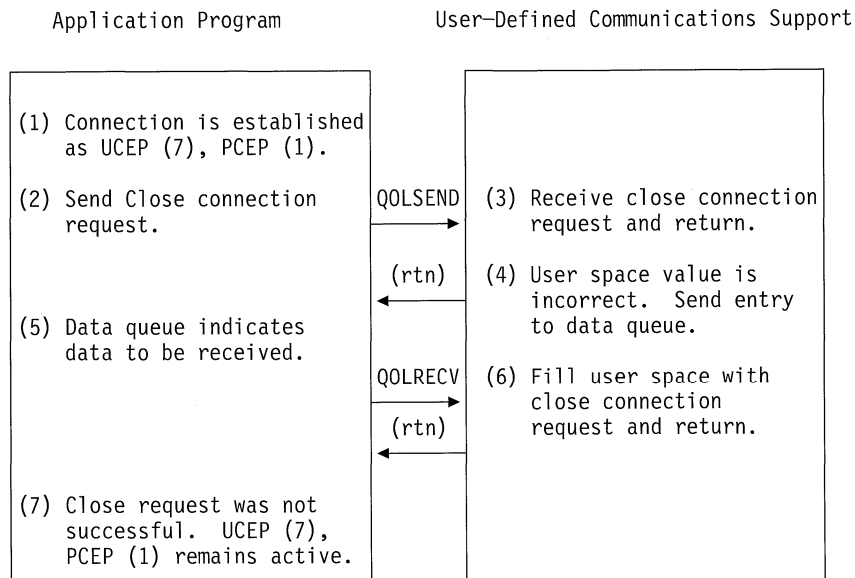 Application Program
User–Defined Communications Support
(1) Connection is established
as UCEP (7), PCEP (1).
(2) Send Close connection
request.
QOLSEND
(3) Receive close connection
request and return.
(rtn)
(4) User space value is
incorrect. Send entry
to data queue.
(5) Data queue indicates
data to be received.
QOLRECV
(6) Fill user space with
close connection
request and return.
(rtn)
(7) Close request was not
successful. UCEP (7),
PCEP (1) remains active.